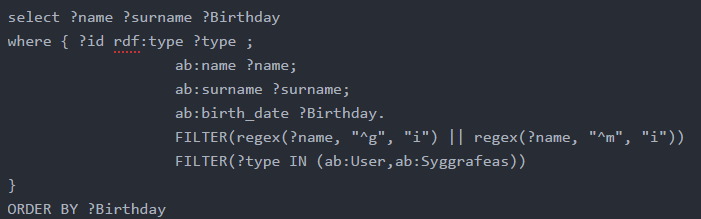 select ?name ?surname ?Birthday
where { ?id rdf:type ?type ;
ab:name ?name;
ab:surname ?surname;
ab:birth_date ?Birthday.
FILTER(regex(?name, "^g", "i") || regex(?name, "^m", "i"))
FILTER(?type IN (ab:User,ab:Syggrafeas))
}
ORDER BY ?Birthday